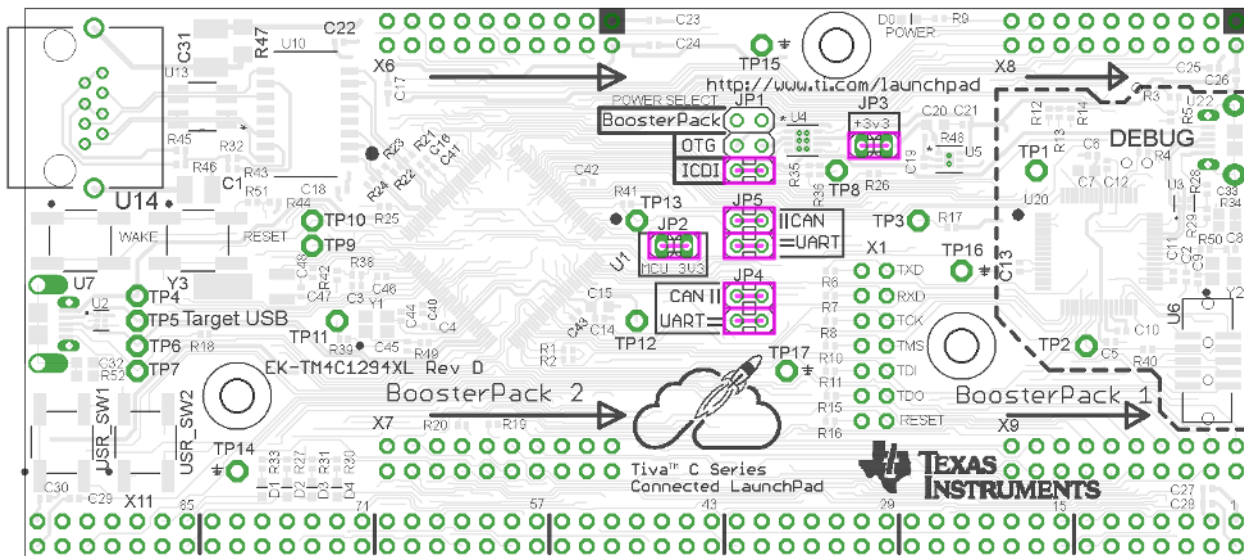 C31
R47
C22
U10
U13
C17
X6
C23
C24
TP15
D0
POWER
R9
http://www.ti.com/launchpad
X8
C25
C26
POWER SELECT
JP1
BoosterPack
OTG
ICDI
U4
JP3
+3v3
C20
C21
R48
C19
U5
R35
R36
TP8
R26
R12
R14
R13
R3
R5
U22
DEBUG
TP1
C6
R4
C7
C12
U20
U3
R28
C33
R34
R29
R50
C8
C11
C2
C9
Y2
R45
R46
R32
R43
C1
R51
R44
C18
R23
R21
C16
C41
R22
R24
R25
U14
WAKE
RESET
TP10
TP9
C42
R41
TP13
JP2
U1
MCU 3V3
JP5
CAN
UART
TP3
R17
X1
TP16
C13
U7
Y3
U2
TP4
TP5
Target USB
TP6
TP7
R18
C32
R52
C48
R42
R38
C46
C47
C3
Y1
C44
C40
C4
TP11
R39
C45
R49
EK-TM4C1294XL Rev D
C15
C43
C14
TP12
R1
R2
JP4
CAN
UART
TP17
R6
R7
R8
R10
R11
R15
R16
TXD
RXD
TCK
TMS
TDI
TDO
RESET
TP2
C5
C10
R40
U6
BoosterPack 2
BoosterPack 1
X7
R20
R19
X9
USR_SW1
USR_SW2
TP14
R33
R27
R31
R30
D1
D2
D3
D4
C30
C29
X11
Tiva™ C Series
Connected LaunchPad
TEXAS
INSTRUMENTS
C27
C28
85
71
57
43
29
15
1